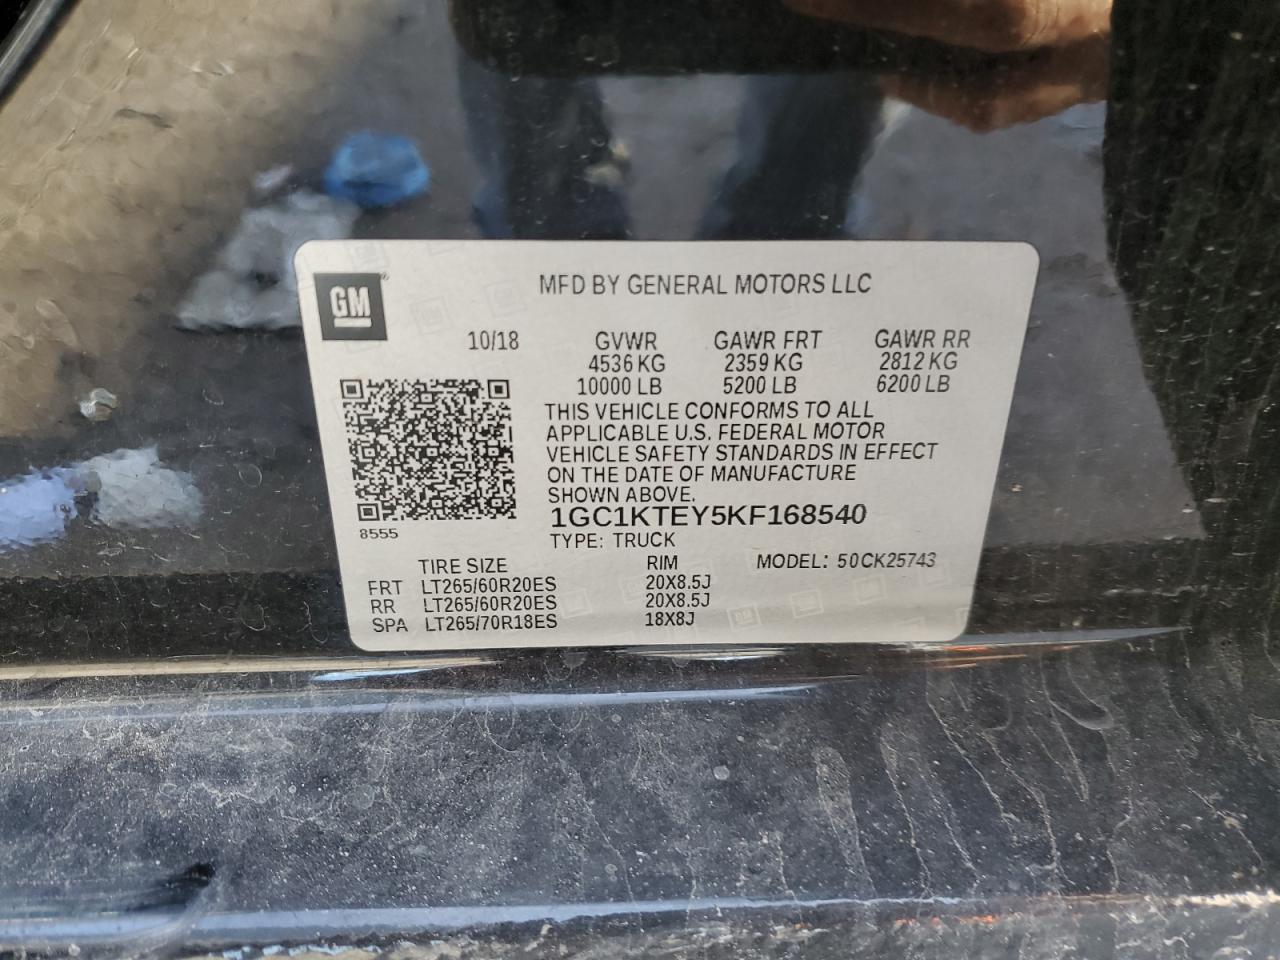 GM ®
MFD BY GENERAL MOTORS LLC
10/18 GVWR GAWR FRT GAWR RR
4536 KG 2359 KG 2812 KG
10000 LB 5200 LB 6200 LB
THIS VEHICLE CONFORMS TO ALL
APPLICABLE U.S. FEDERAL MOTOR
VEHICLE SAFETY STANDARDS IN EFFECT
ON THE DATE OF MANUFACTURE
SHOWN ABOVE.
1GC1KTEY5KF168540
8555
TYPE: TRUCK
TIRE SIZE RIM MODEL: 50CK25743
FRT LT265/60R20ES 20X8.5J
RR LT265/60R20ES 20X8.5J
SPA LT265/70R18ES 18X8J